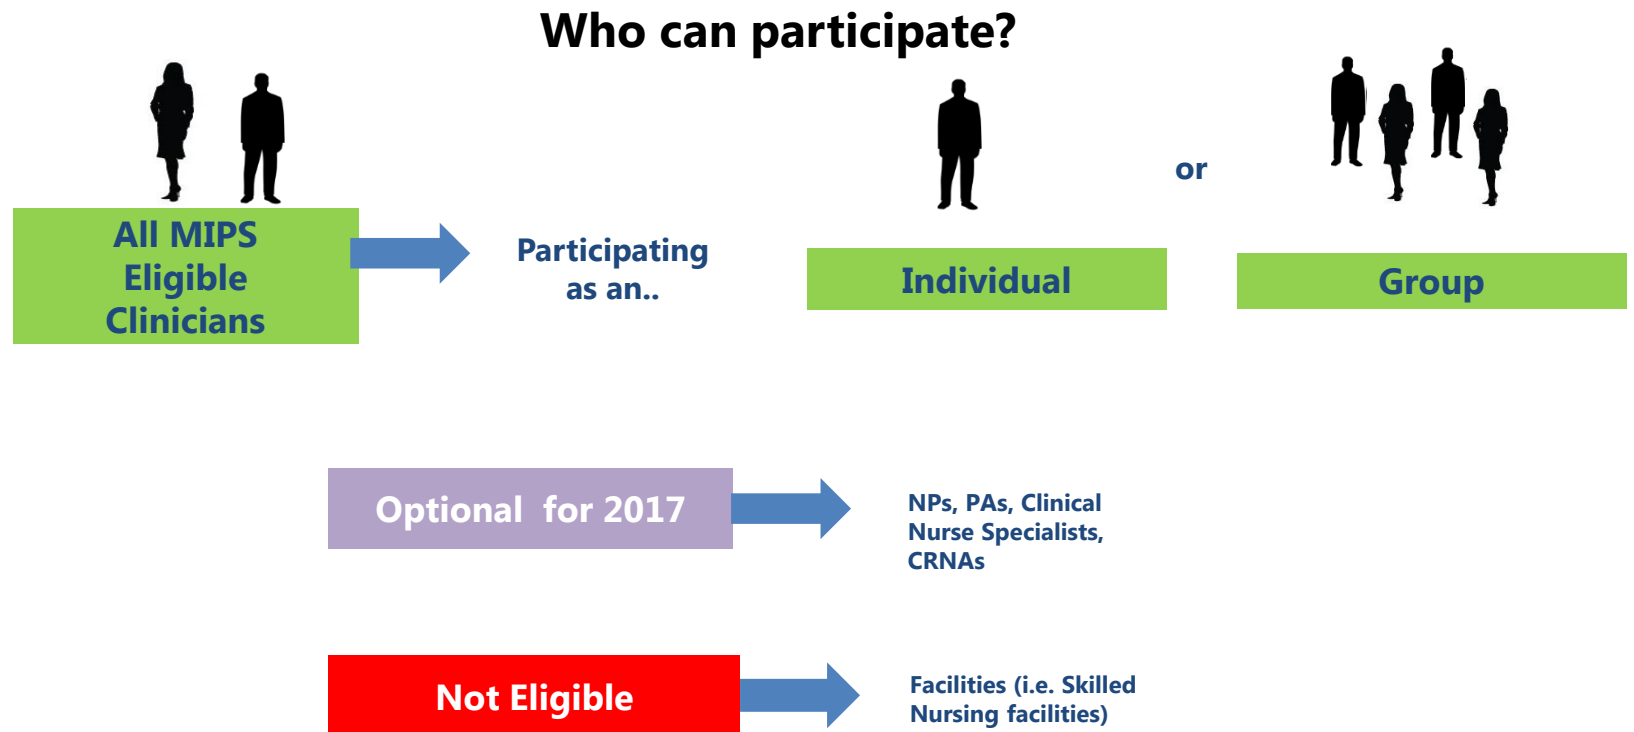 Who can participate?
or
All MIPS
Eligible
Clinicians
Participating
as an..
Individual
Group
Optional for 2017
NPs, PAs, Clinical
Nurse Specialists,
CRNAs
Not Eligible
Facilities (i.e. Skilled
Nursing facilities)